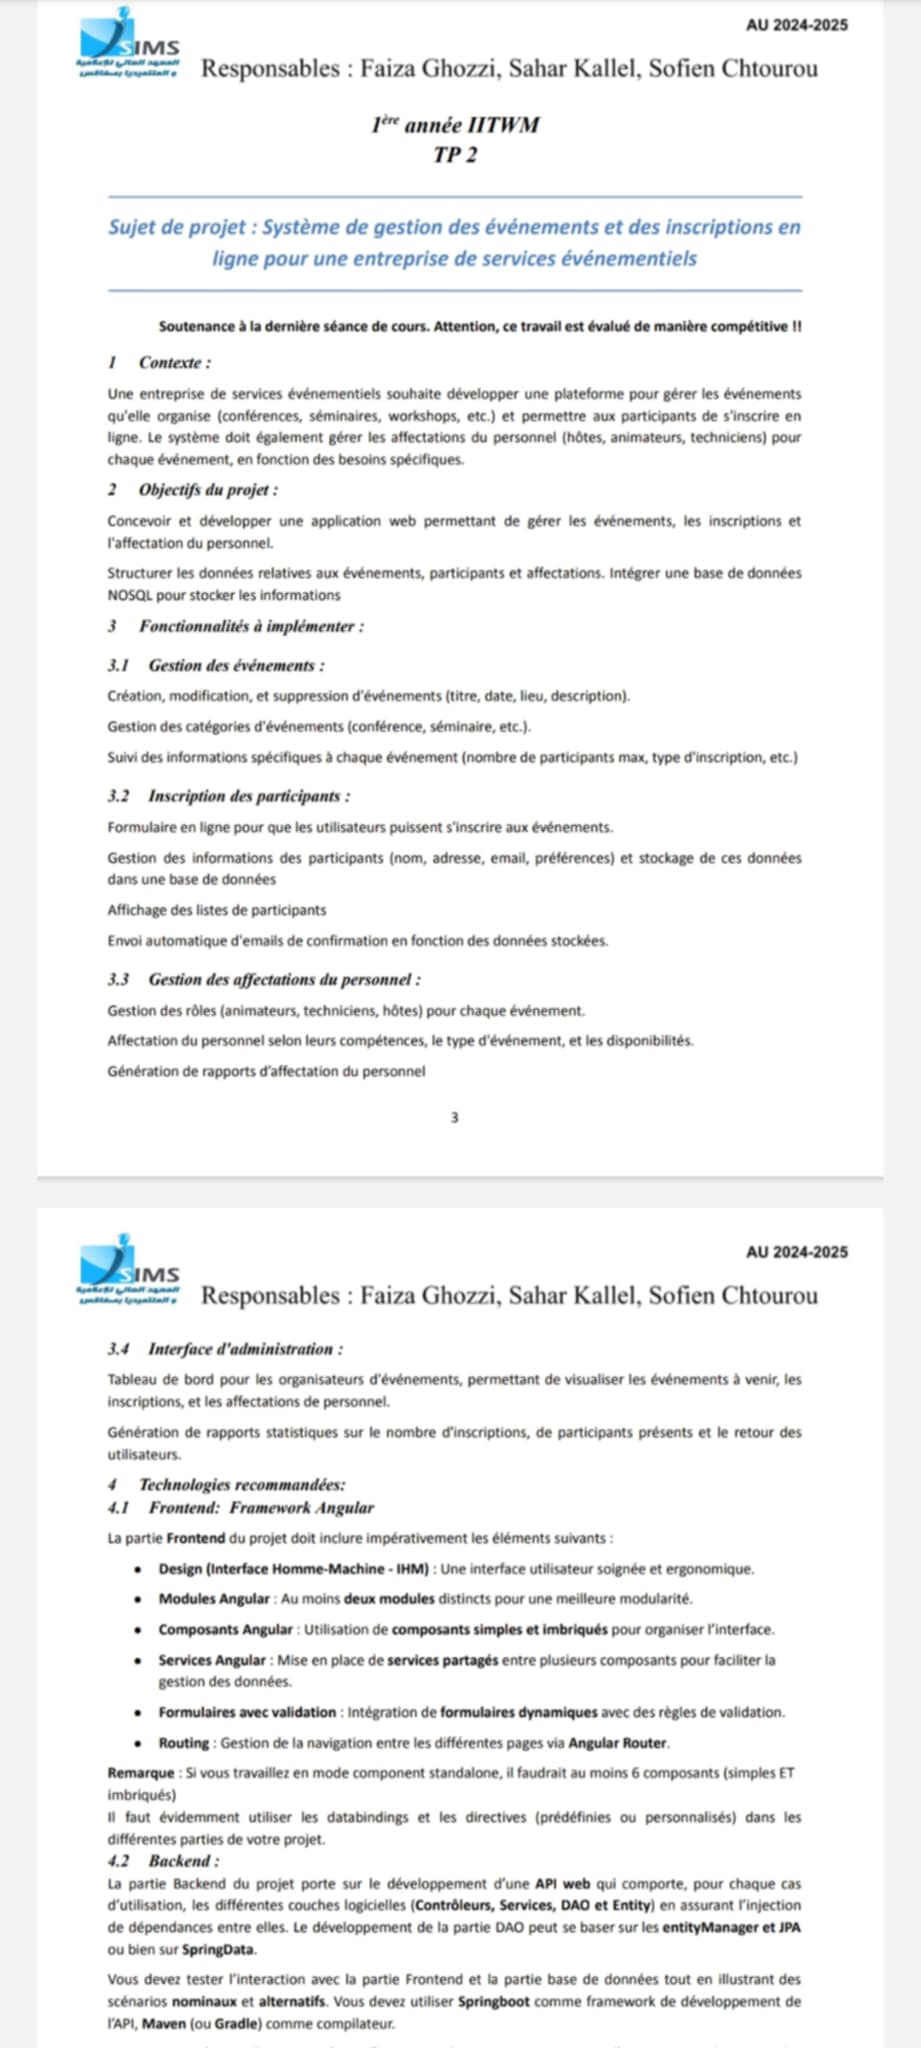 AU 2024-2025
SIMS
Responsables : Faiza Ghozzi, Sahar Kallel, Sofien Chtourou
1ère année IITWM
TP 2
Sujet de projet : Système de gestion des événements et des inscriptions en
ligne pour une entreprise de services événementiels
Soutenance à la dernière séance de cours. Attention, ce travail est évalué de manière compétitive !!
1 Contexte :
Une entreprise de services événementiels souhaite développer une plateforme pour gérer les événements
qu'elle organise (conférences, séminaires, workshops, etc.) et permettre aux participants de s'inscrire en
ligne. Le système doit également gérer les affectations du personnel (hôtes, animateurs, techniciens) pour
chaque événement, en fonction des besoins spécifiques.
2 Objectifs du projet :
Concevoir et développer une application web permettant de gérer les événements, les inscriptions et
l'affectation du personnel.
Structurer les données relatives aux événements, participants et affectations. Intégrer une base de données
NOSQL pour stocker les informations
3 Fonctionnalités à implémenter :
3.1 Gestion des événements :
Création, modification, et suppression d'événements (titre, date, lieu, description).
Gestion des catégories d'événements (conférence, séminaire, etc.).
Suivi des informations spécifiques à chaque événement (nombre de participants max, type d'inscription, etc.)
3.2 Inscription des participants :
Formulaire en ligne pour que les utilisateurs puissent s'inscrire aux événements.
Gestion des informations des participants (nom, adresse, email, préférences) et stockage de ces données
dans une base de données
Affichage des listes de participants
Envoi automatique d'emails de confirmation en fonction des données stockées.
3.3 Gestion des affectations du personnel :
Gestion des rôles (animateurs, techniciens, hôtes) pour chaque événement.
Affectation du personnel selon leurs compétences, le type d'événement, et les disponibilités.
Génération de rapports d'affectation du personnel
3
AU 2024-2025
SIMS
Responsables : Faiza Ghozzi, Sahar Kallel, Sofien Chtourou
3.4 Interface d'administration :
Tableau de bord pour les organisateurs d'événements, permettant de visualiser les événements à venir, les
inscriptions, et les affectations de personnel.
Génération de rapports statistiques sur le nombre d'inscriptions, de participants présents et le retour des
utilisateurs.
4 Technologies recommandées:
4.1 Frontend: Framework Angular
La partie Frontend du projet doit inclure impérativement les éléments suivants :
• Design (Interface Homme-Machine - IHM) : Une interface utilisateur soignée et ergonomique.
• Modules Angular : Au moins deux modules distincts pour une meilleure modularité.
• Composants Angular : Utilisation de composants simples et imbriqués pour organiser l'interface.
• Services Angular : Mise en place de services partagés entre plusieurs composants pour faciliter la
gestion des données.
• Formulaires avec validation : Intégration de formulaires dynamiques avec des règles de validation.
• Routing : Gestion de la navigation entre les différentes pages via Angular Router.
Remarque : Si vous travaillez en mode component standalone, il faudrait au moins 6 composants (simples ET
imbriqués)
Il faut évidemment utiliser les databindings et les directives (prédéfinies ou personnalisés) dans les
différentes parties de votre projet.
4.2 Backend :
La partie Backend du projet porte sur le développement d'une API web qui comporte, pour chaque cas
d'utilisation, les différentes couches logicielles (Contrôleurs, Services, DAO et Entity) en assurant l'injection
de dépendances entre elles. Le développement de la partie DAO peut se baser sur les entityManager et JPA
ou bien sur SpringData.
Vous devez tester l'interaction avec la partie Frontend et la partie base de données tout en illustrant des
scénarios nominaux et alternatifs. Vous devez utiliser Springboot comme framework de développement de
l'API, Maven (ou Gradle) comme compilateur.